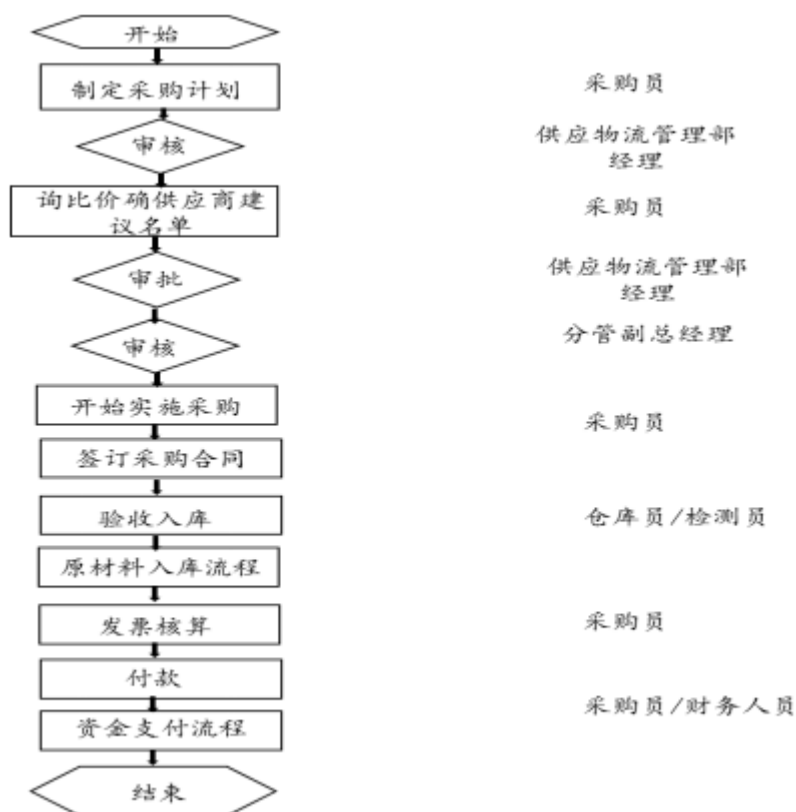 开始
制定采购计划
采购员
审核
供应物流管理部
经理
询比价确供应商建
议名单
采购员
审批
供应物流管理部
经理
审核
分管副总经理
开始实施采购
采购员
签订采购合同
验收入库
仓库员/检测员
原材料入库流程
发票核算
采购员
付款
采购员/财务人员
资金支付流程
结束